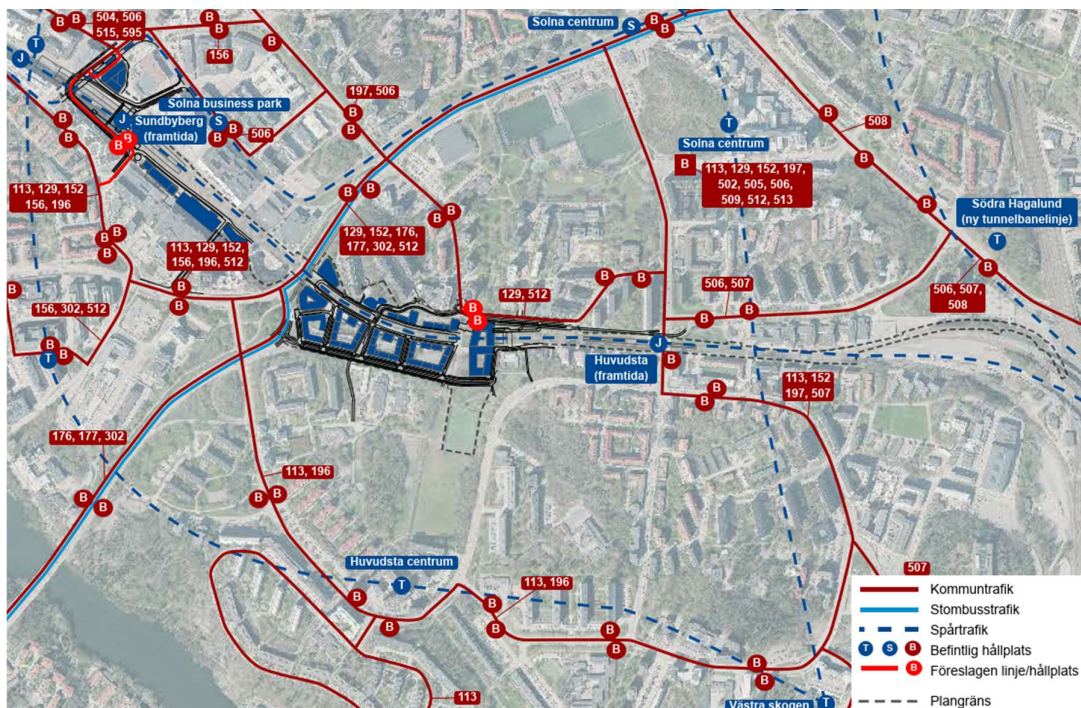 504, 506
515, 595
B
B
B
B
B
156
B
T
J
Solna centrum
S
B
B
197, 506
B
B
Solna business park
J
Sundbyberg
(framtida)
S
B
B
506
B
B
B
B
T
Solna centrum
B
113, 129, 152, 197,
502, 505, 506,
509, 512, 513
B
508
B
B
Södra Hagalund
(ny tunnelbanelinje)
T
B
506, 507,
508
113, 129, 152
156, 196
B
B
129, 152, 176,
177, 302, 512
B
B
B
B
B
113, 129, 152,
156, 196, 512
B
B
B
156, 302, 512
B
B
T
B
B
129, 512
B
B
506, 507
B
B
Huvudsta
(framtida)
J
B
B
B
113, 152
197, 507
176, 177, 302
B
B
113, 196
B
B
Huvudsta centrum
T
B
B
113, 196
B
B
B
B
507
113
B
B
Västra skogen
T
Kommuntrafik
Stombusstrafik
Spårtrafik
T S B Befintlig hållplats
B Föreslagen linje/hållplats
Plangräns